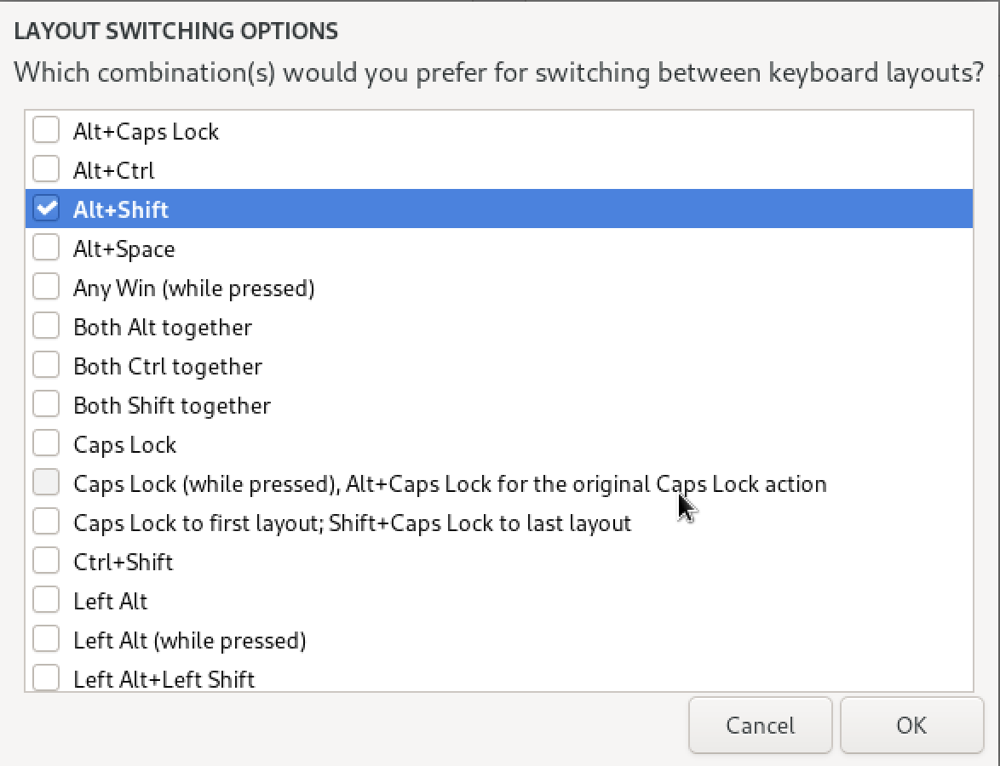 LAYOUT SWITCHING OPTIONS
Which combination(s) would you prefer for switching between keyboard layouts?
Alt+Caps Lock
Alt+Ctrl
Alt+Shift
Alt+Space
Any Win (while pressed)
Both Alt together
Both Ctrl together
Both Shift together
Caps Lock
Caps Lock (while pressed), Alt+Caps Lock for the original Caps Lock action
Caps Lock to first layout; Shift+Caps Lock to last layout
Ctrl+Shift
Left Alt
Left Alt (while pressed)
Left Alt+Left Shift
Cancel
OK